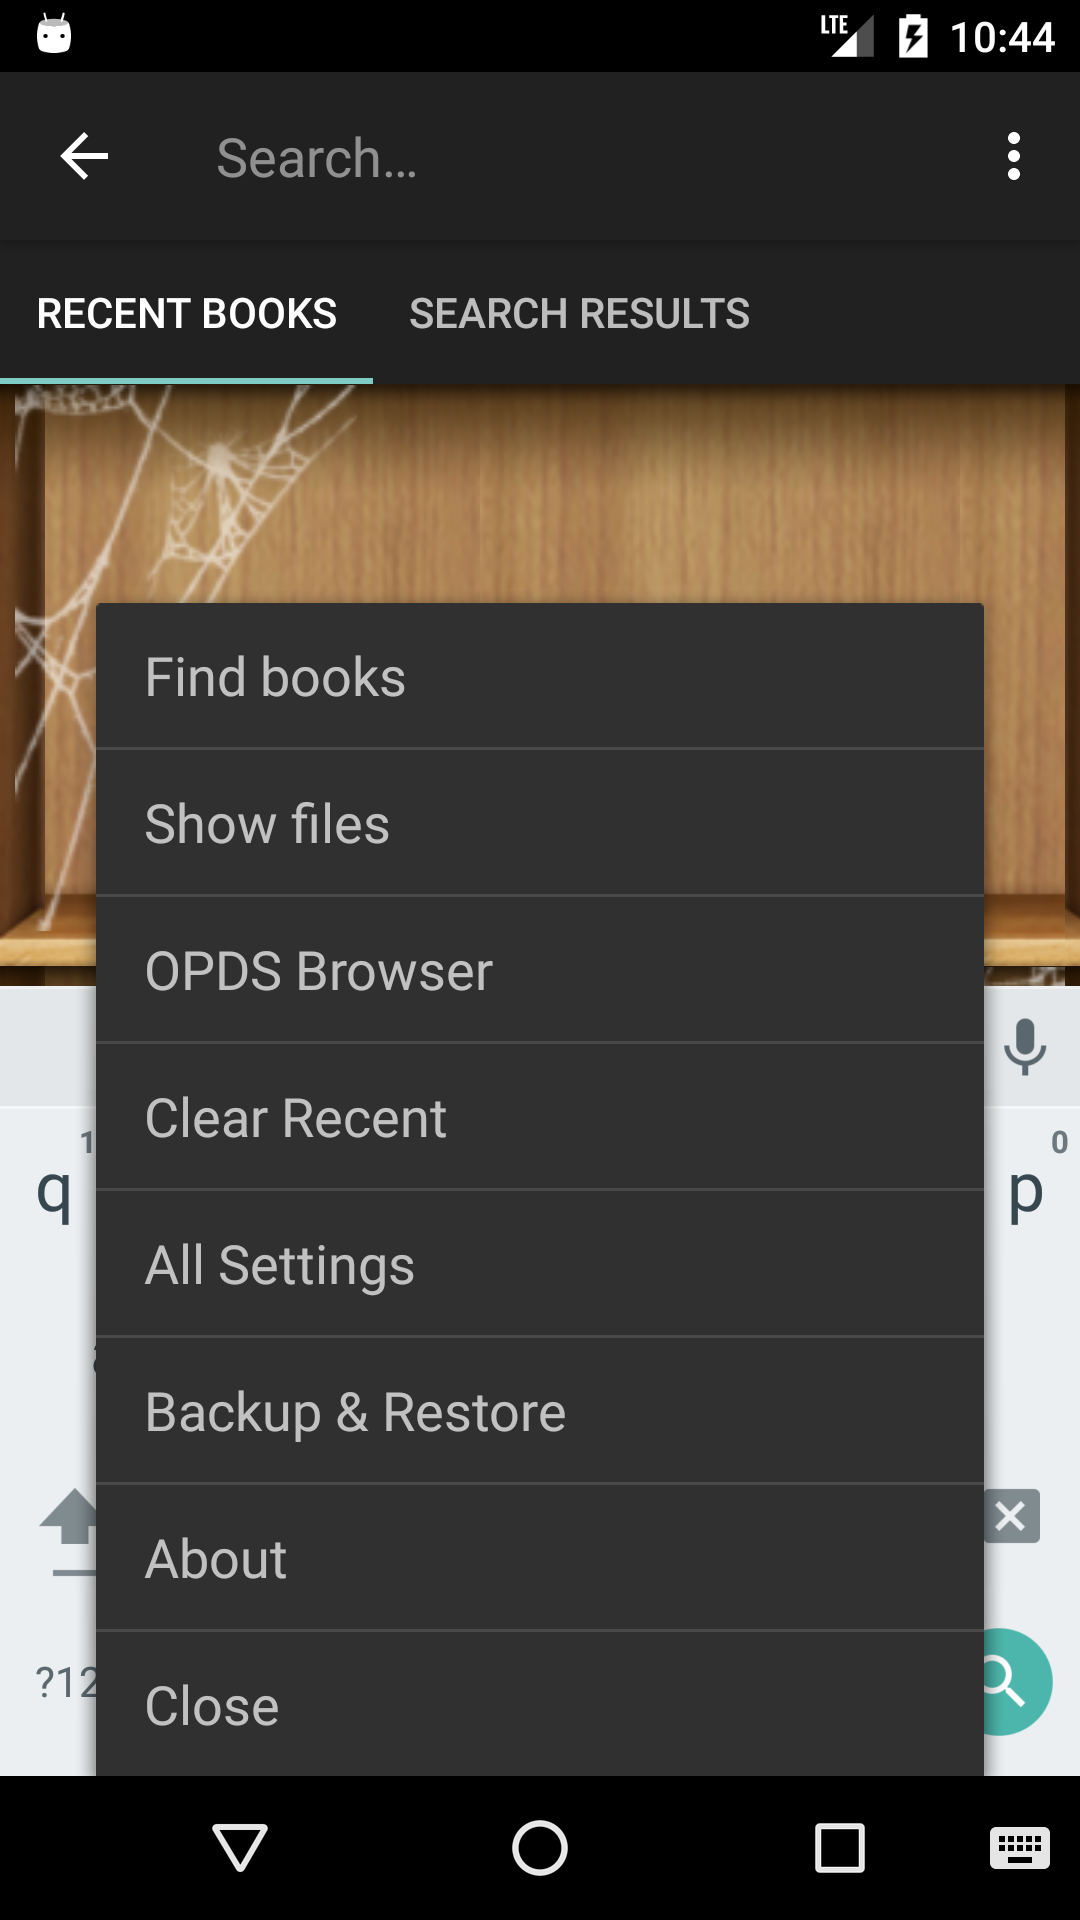 LTE 10:44
Search...
RECENT BOOKS SEARCH RESULTS
Find books
Show files
OPDS Browser
Clear Recent
All Settings
Backup & Restore
About
Close
1 0
q p
?12